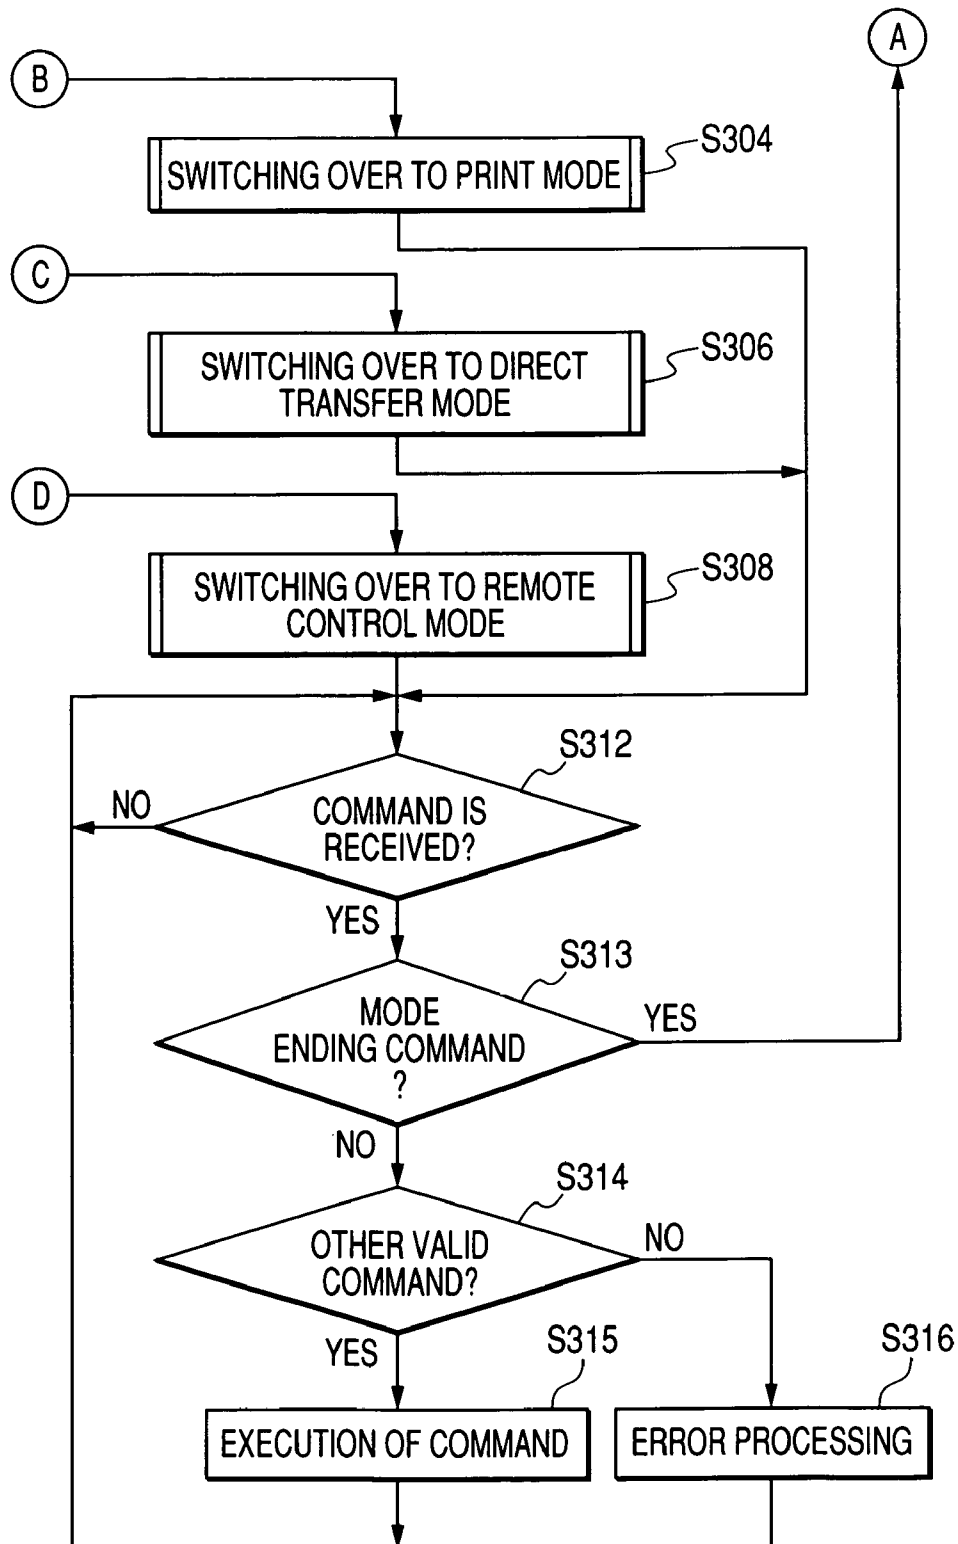 A
B
S304
SWITCHING OVER TO PRINT MODE
C
S306
SWITCHING OVER TO DIRECT
TRANSFER MODE
D
S308
SWITCHING OVER TO REMOTE
CONTROL MODE
S312
NO
COMMAND IS
RECEIVED?
YES
S313
MODE
ENDING COMMAND
?
YES
NO
S314
OTHER VALID
COMMAND?
NO
YES
S315
S316
EXECUTION OF COMMAND
ERROR PROCESSING